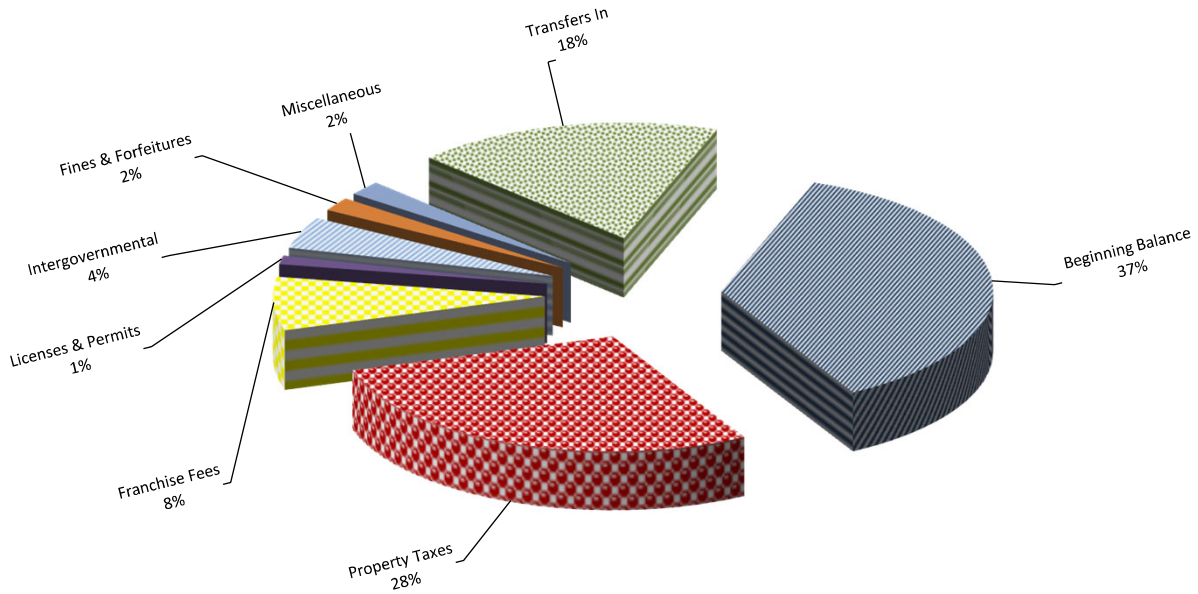 Transfers In
18%
Miscellaneous
2%
Fines & Forfeitures
2%
Intergovernmental
4%
Licenses & Permits
1%
Franchise Fees
8%
Property Taxes
28%
Beginning Balance
37%